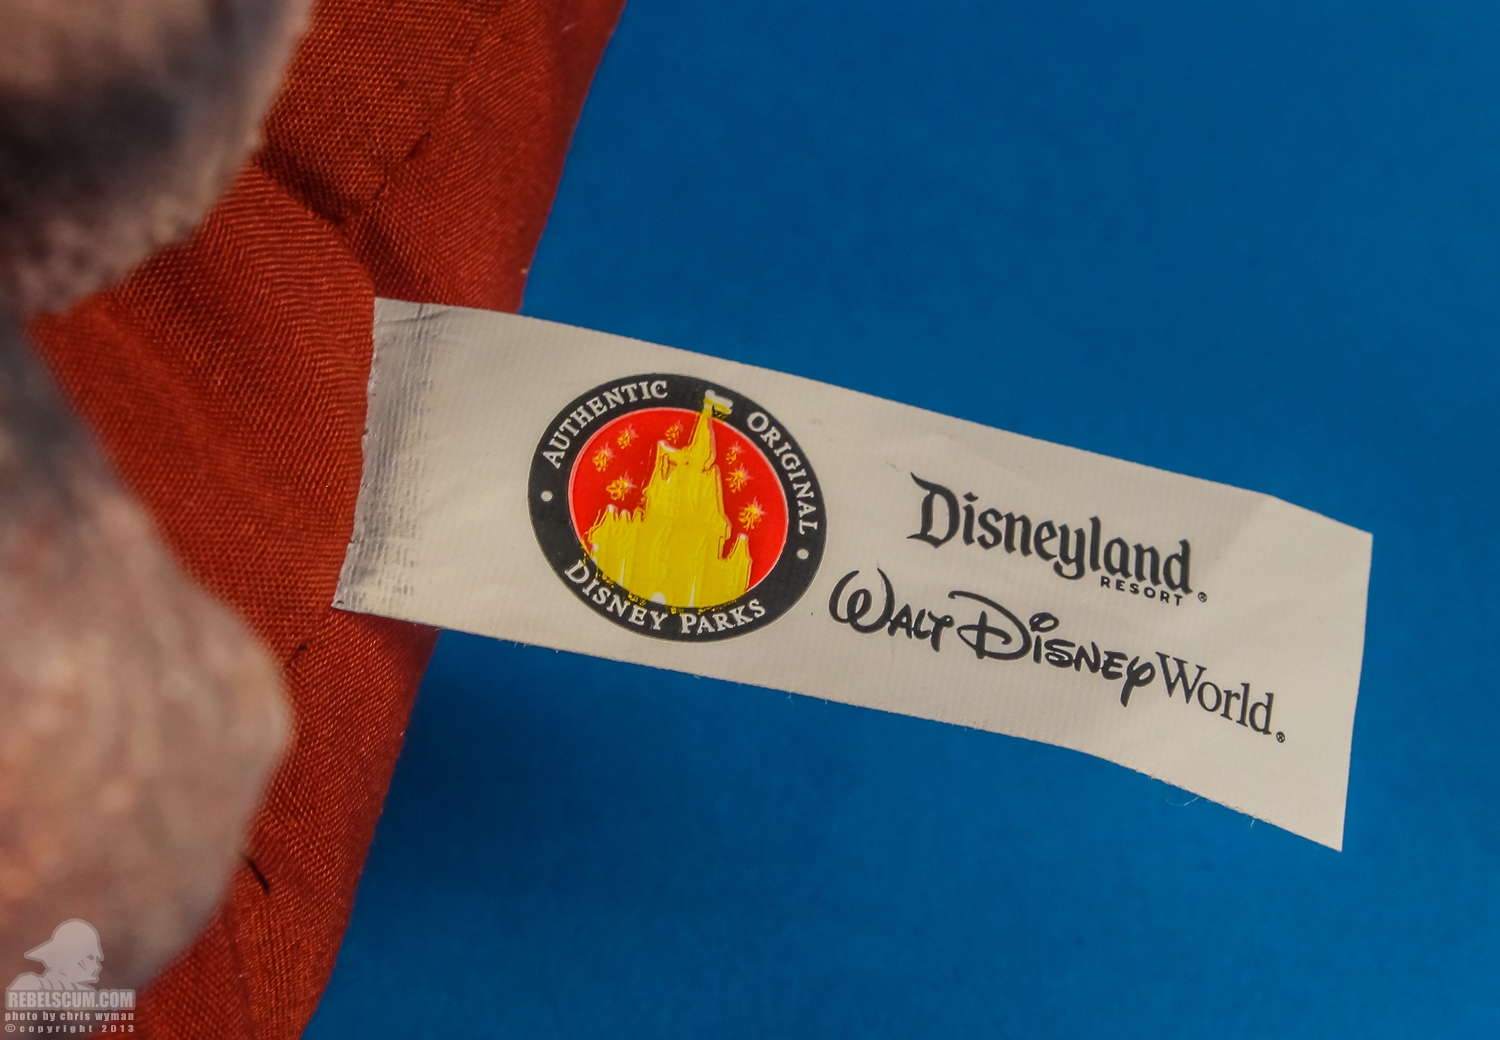 AUTHENTIC ORIGINAL
DISNEY PARKS
Disneyland
RESORT®
WALT DISNEY World®
REBELSCUM.COM
photo by chris wyman
© copyright 2013